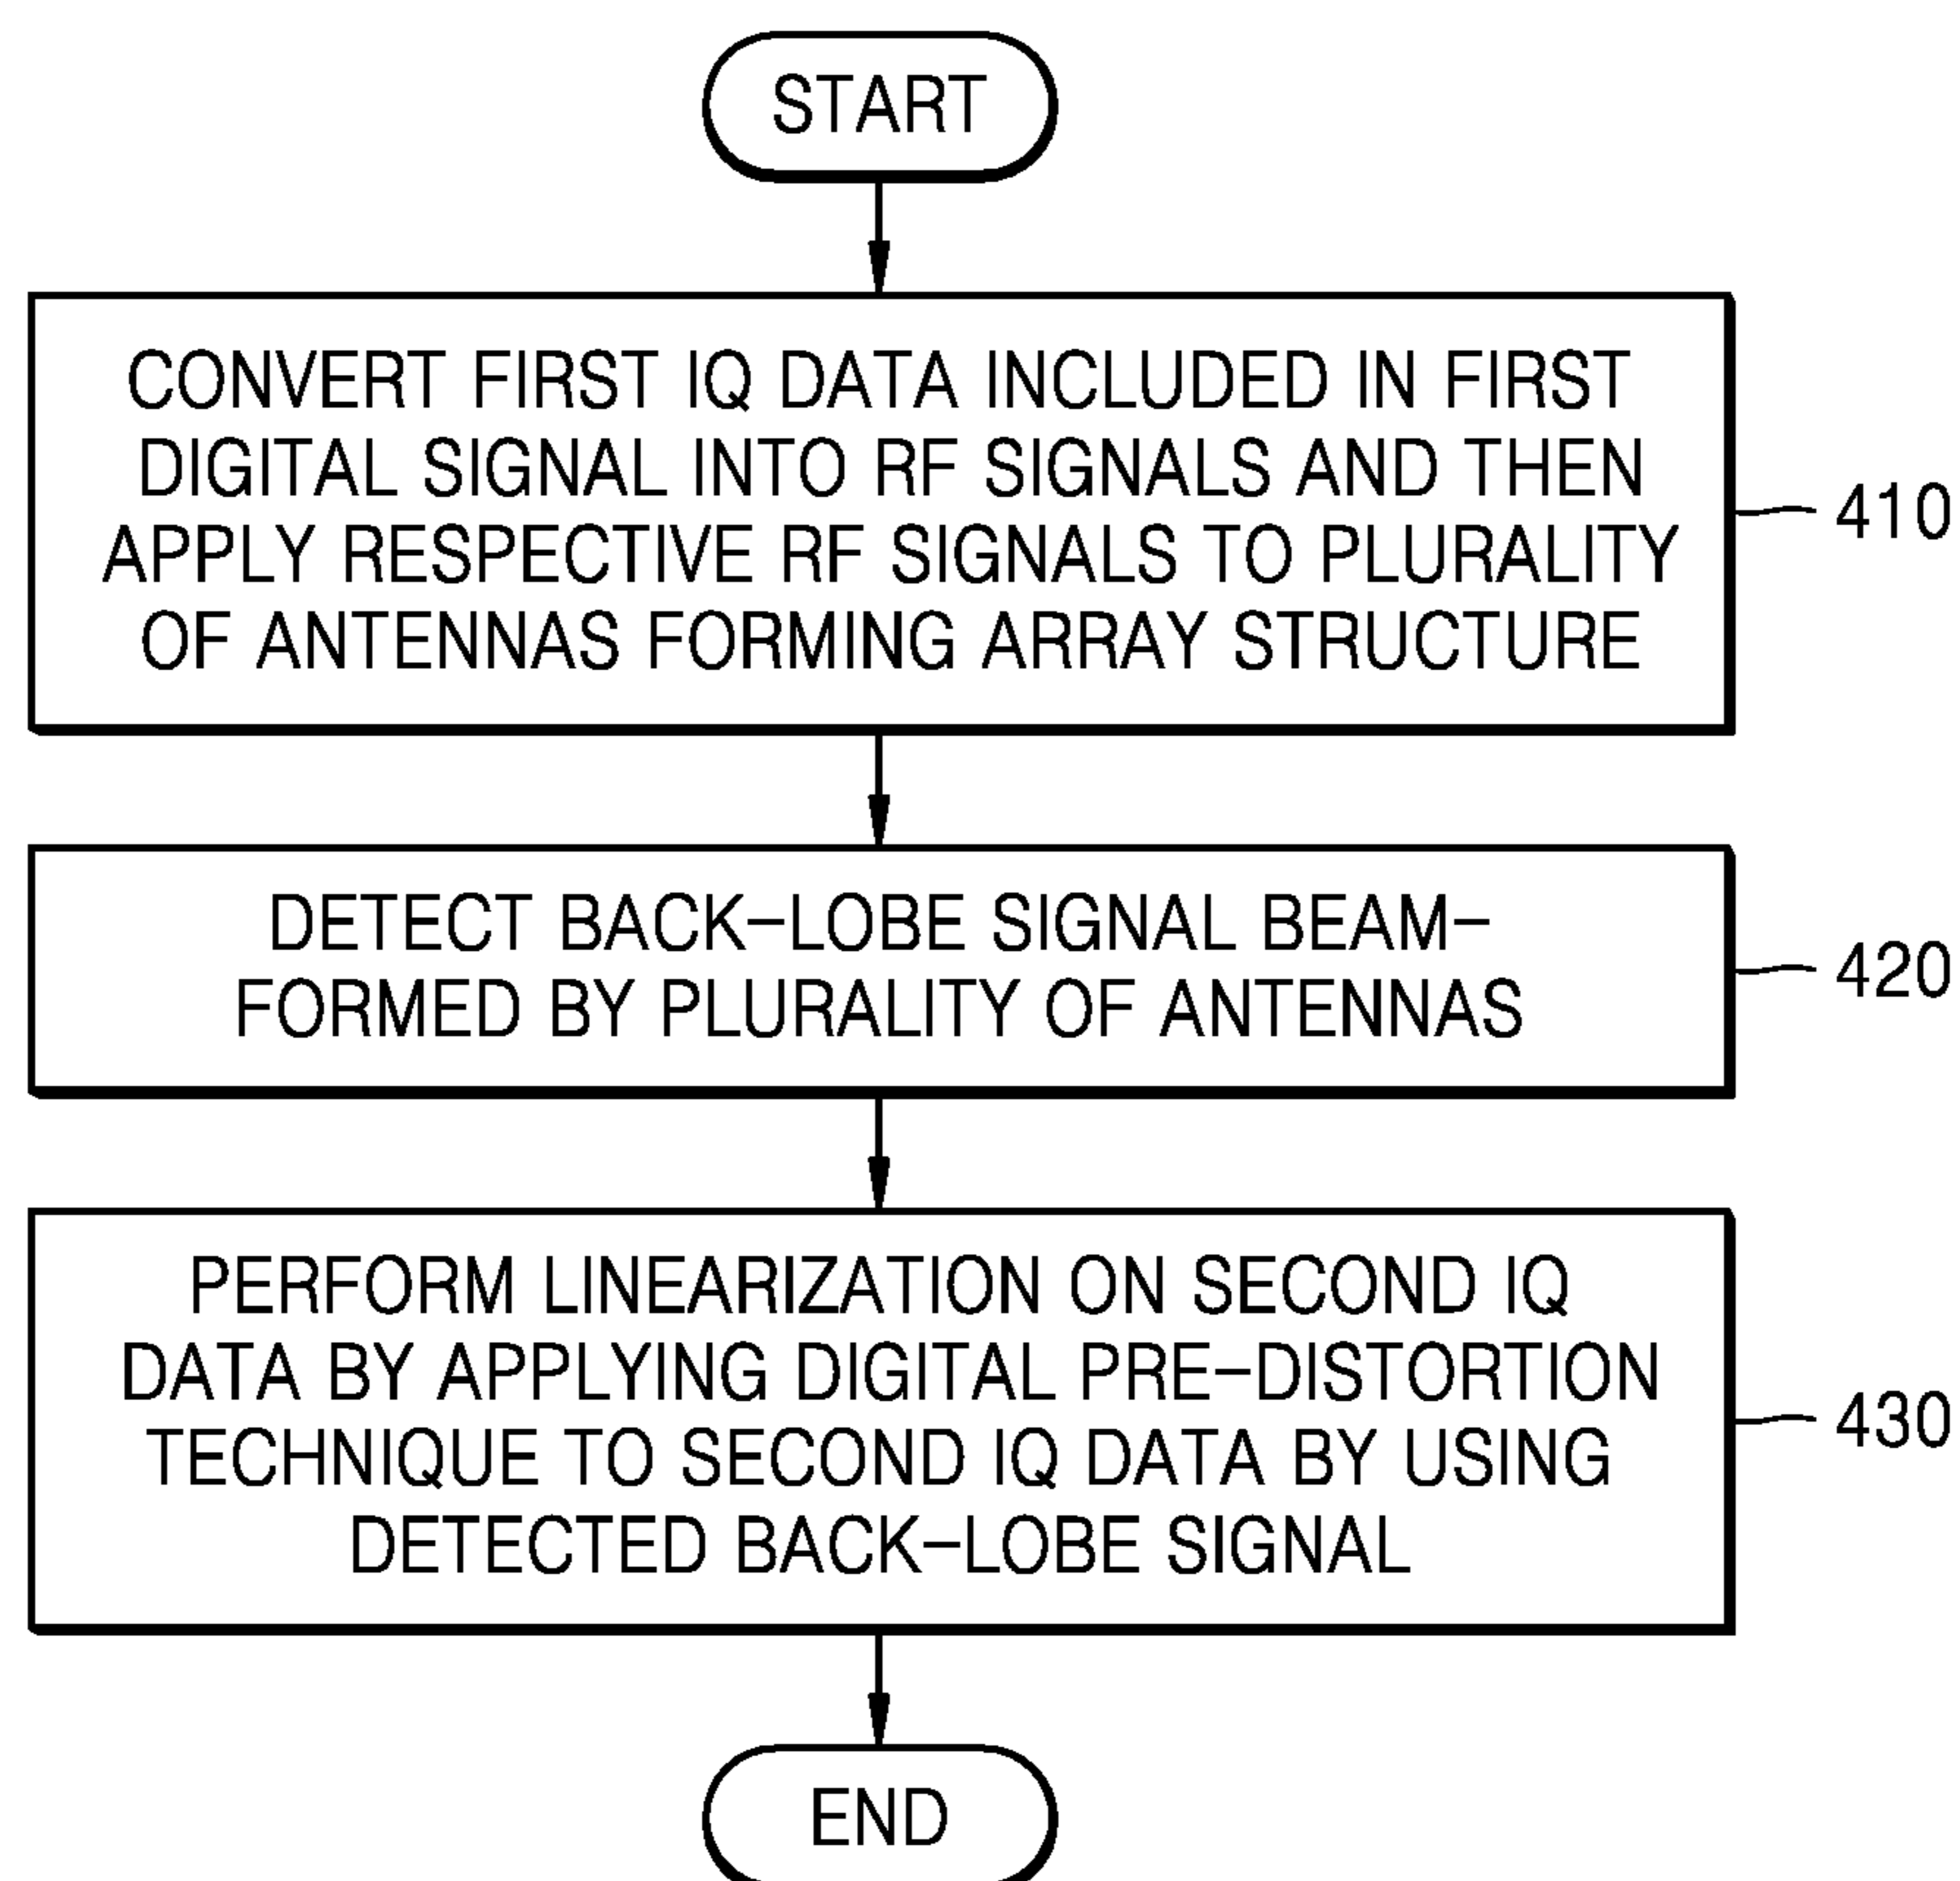 START
CONVERT FIRST IQ DATA INCLUDED IN FIRST
DIGITAL SIGNAL INTO RF SIGNALS AND THEN
APPLY RESPECTIVE RF SIGNALS TO PLURALITY
OF ANTENNAS FORMING ARRAY STRUCTURE
410
DETECT BACK-LOBE SIGNAL BEAM-
FORMED BY PLURALITY OF ANTENNAS
420
PERFORM LINEARIZATION ON SECOND IQ
DATA BY APPLYING DIGITAL PRE-DISTORTION
TECHNIQUE TO SECOND IQ DATA BY USING
DETECTED BACK-LOBE SIGNAL
430
END